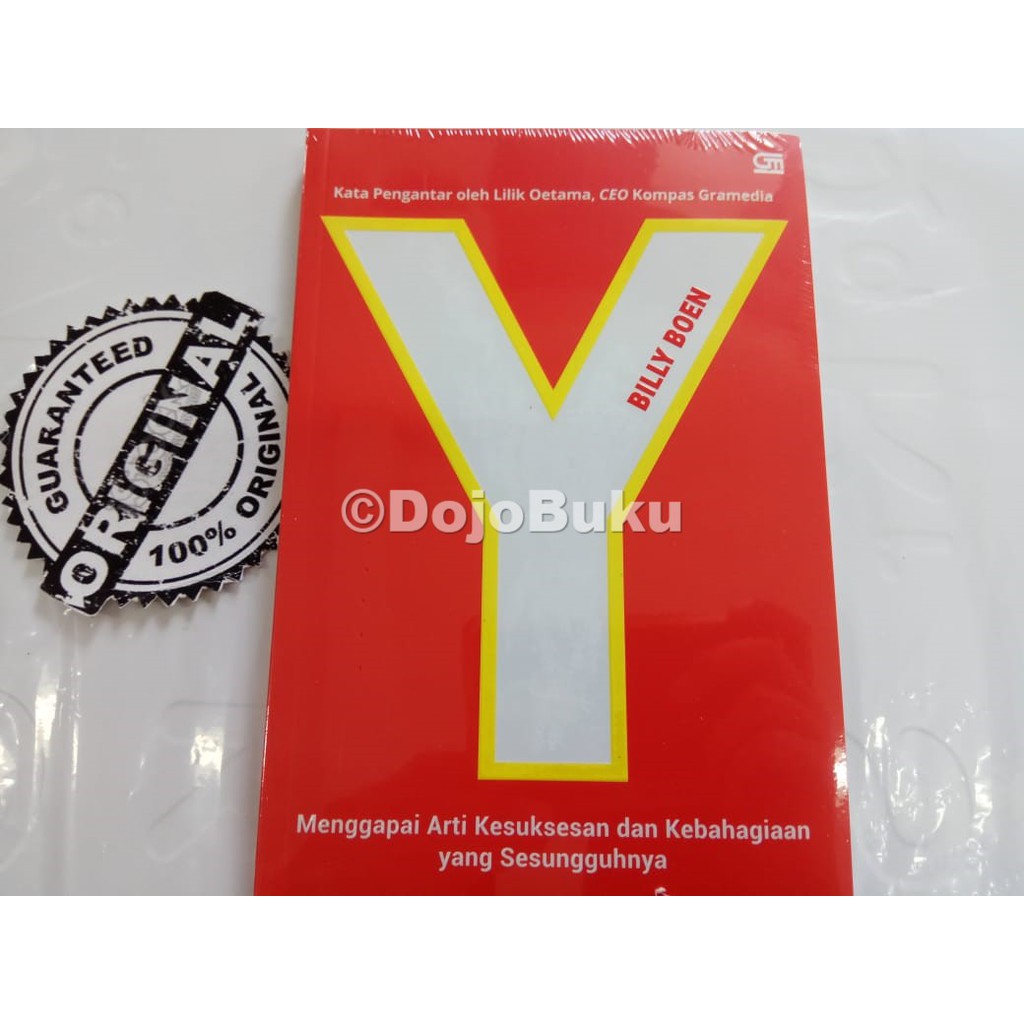 Kata Pengantar oleh Lilik Oetama, CEO Kompas Gramedia
Y
BILLY BOEN
©DojoBuku
Menggapai Arti Kesuksesan dan Kebahagiaan
yang Sesungguhnya
GUARANTEED
ORIGINAL
100% ORIGINAL